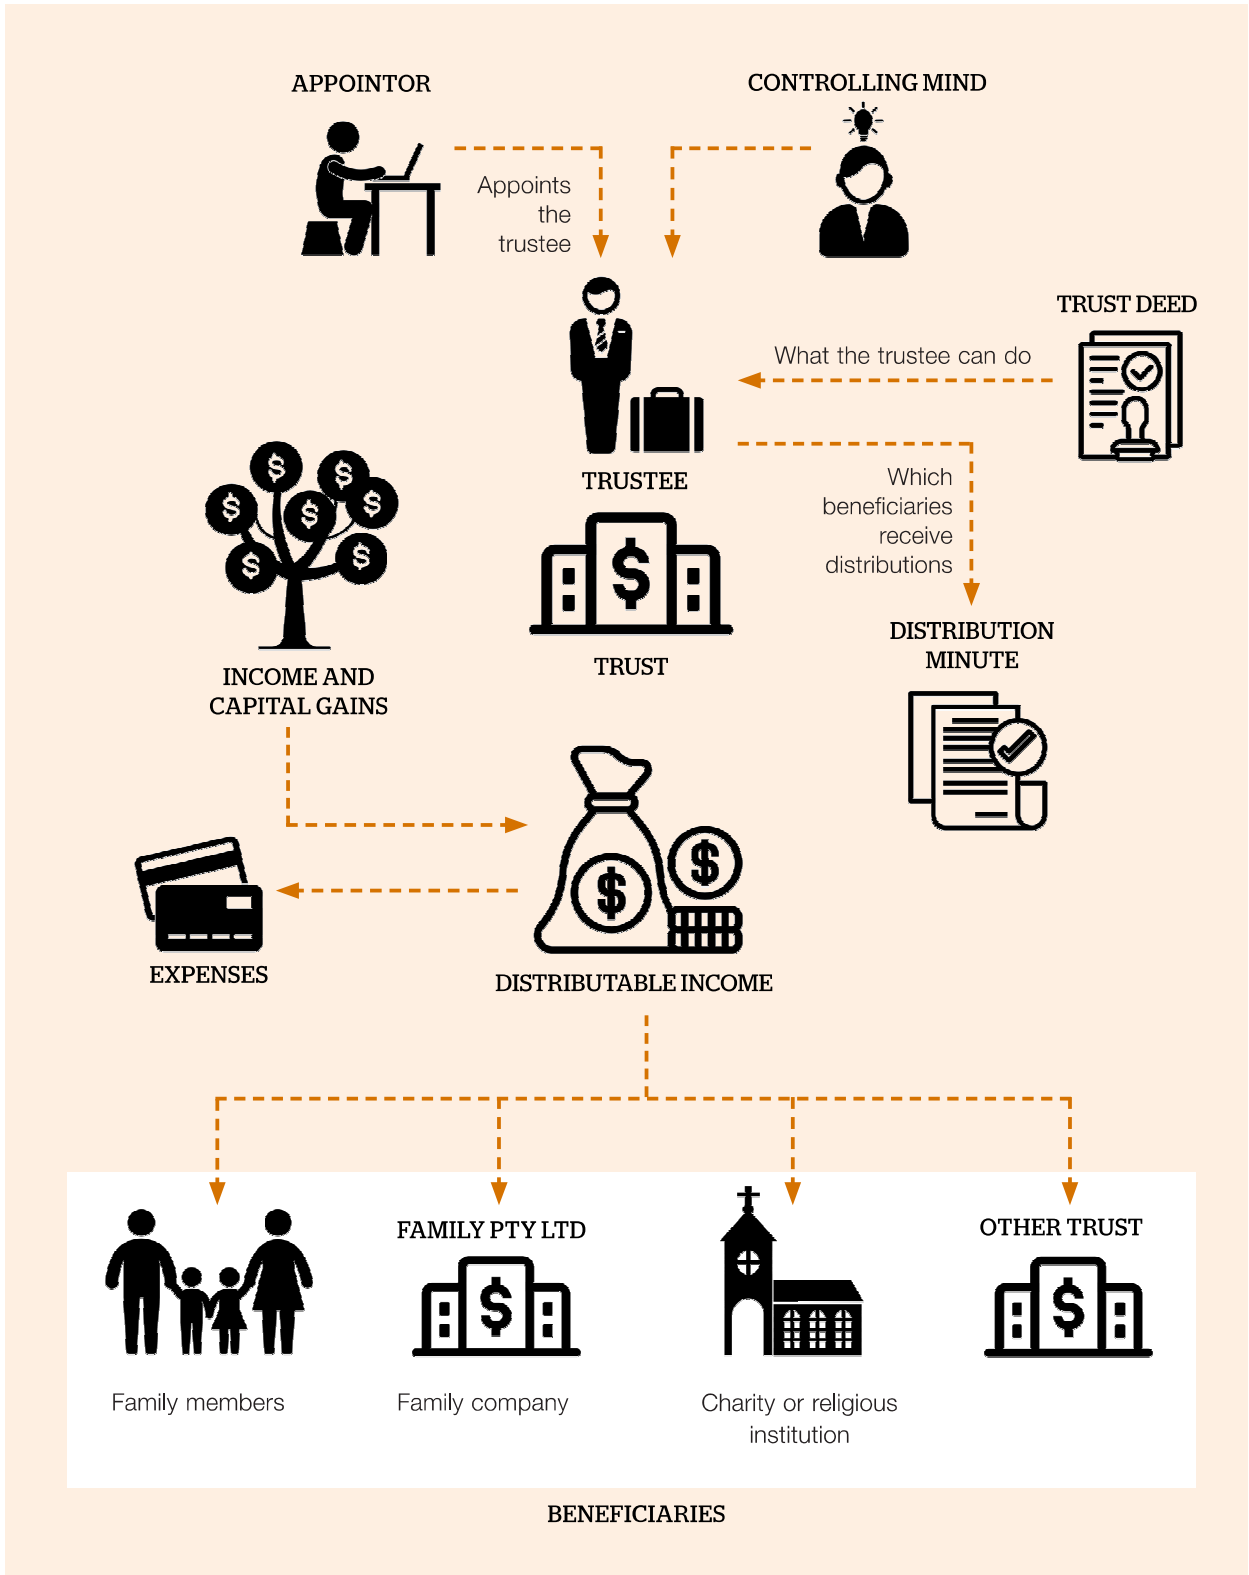 APPOINTOR
CONTROLLING MIND
Appoints
the
trustee
TRUST DEED
What the trustee can do
TRUSTEE
Which
beneficiaries
receive
distributions
$
$
$
$
$
$
$
$
DISTRIBUTION
MINUTE
TRUST
INCOME AND
CAPITAL GAINS
$
$
EXPENSES
DISTRIBUTABLE INCOME
FAMILY PTY LTD
OTHER TRUST
$
$
Family members
Family company
Charity or religious
institution
BENEFICIARIES